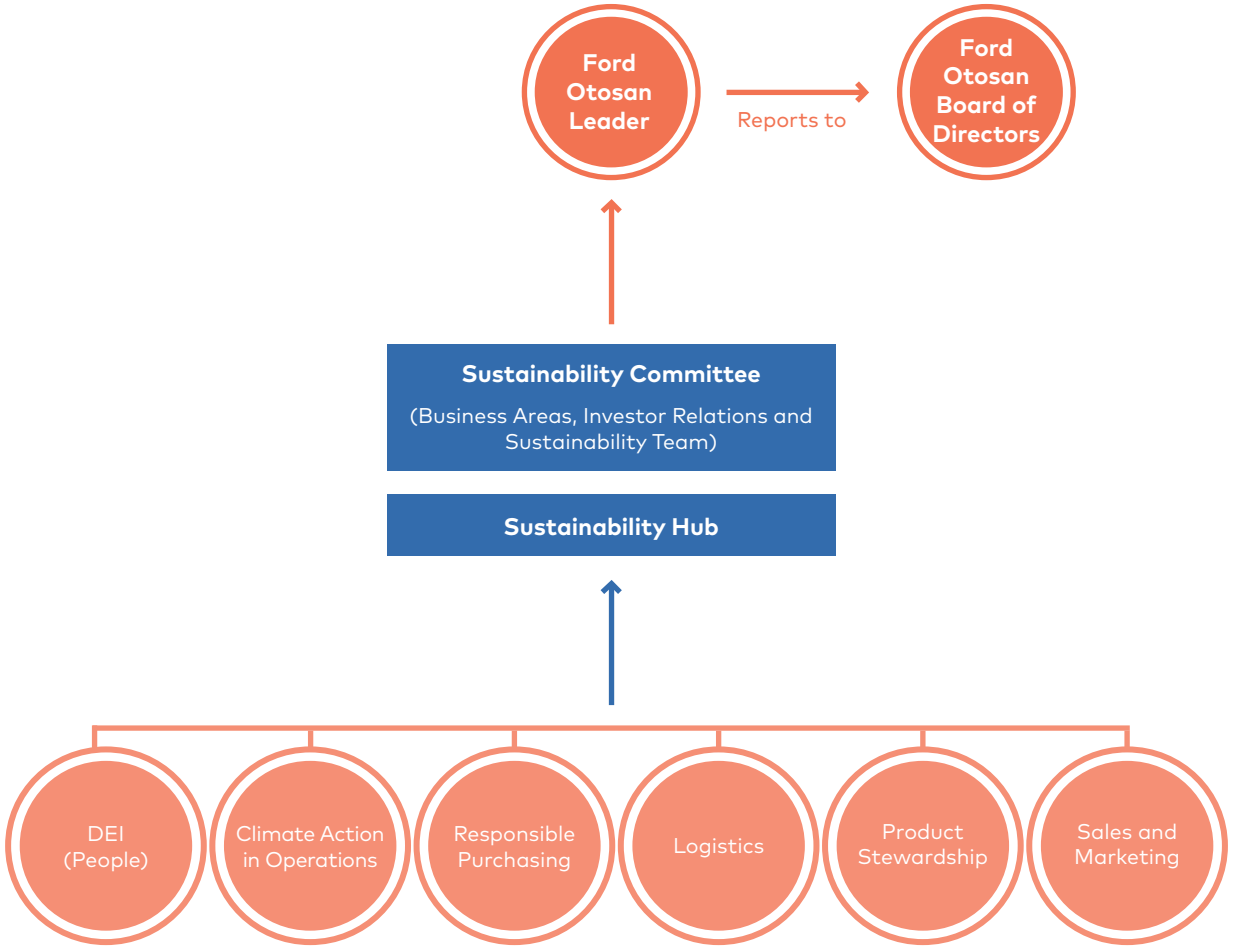 Ford
Otosan
Leader
Reports to
Ford
Otosan
Board of
Directors
Sustainability Committee
(Business Areas, Investor Relations and
Sustainability Team)
Sustainability Hub
DEI
(People)
Climate Action
in Operations
Responsible
Purchasing
Logistics
Product
Stewardship
Sales and
Marketing